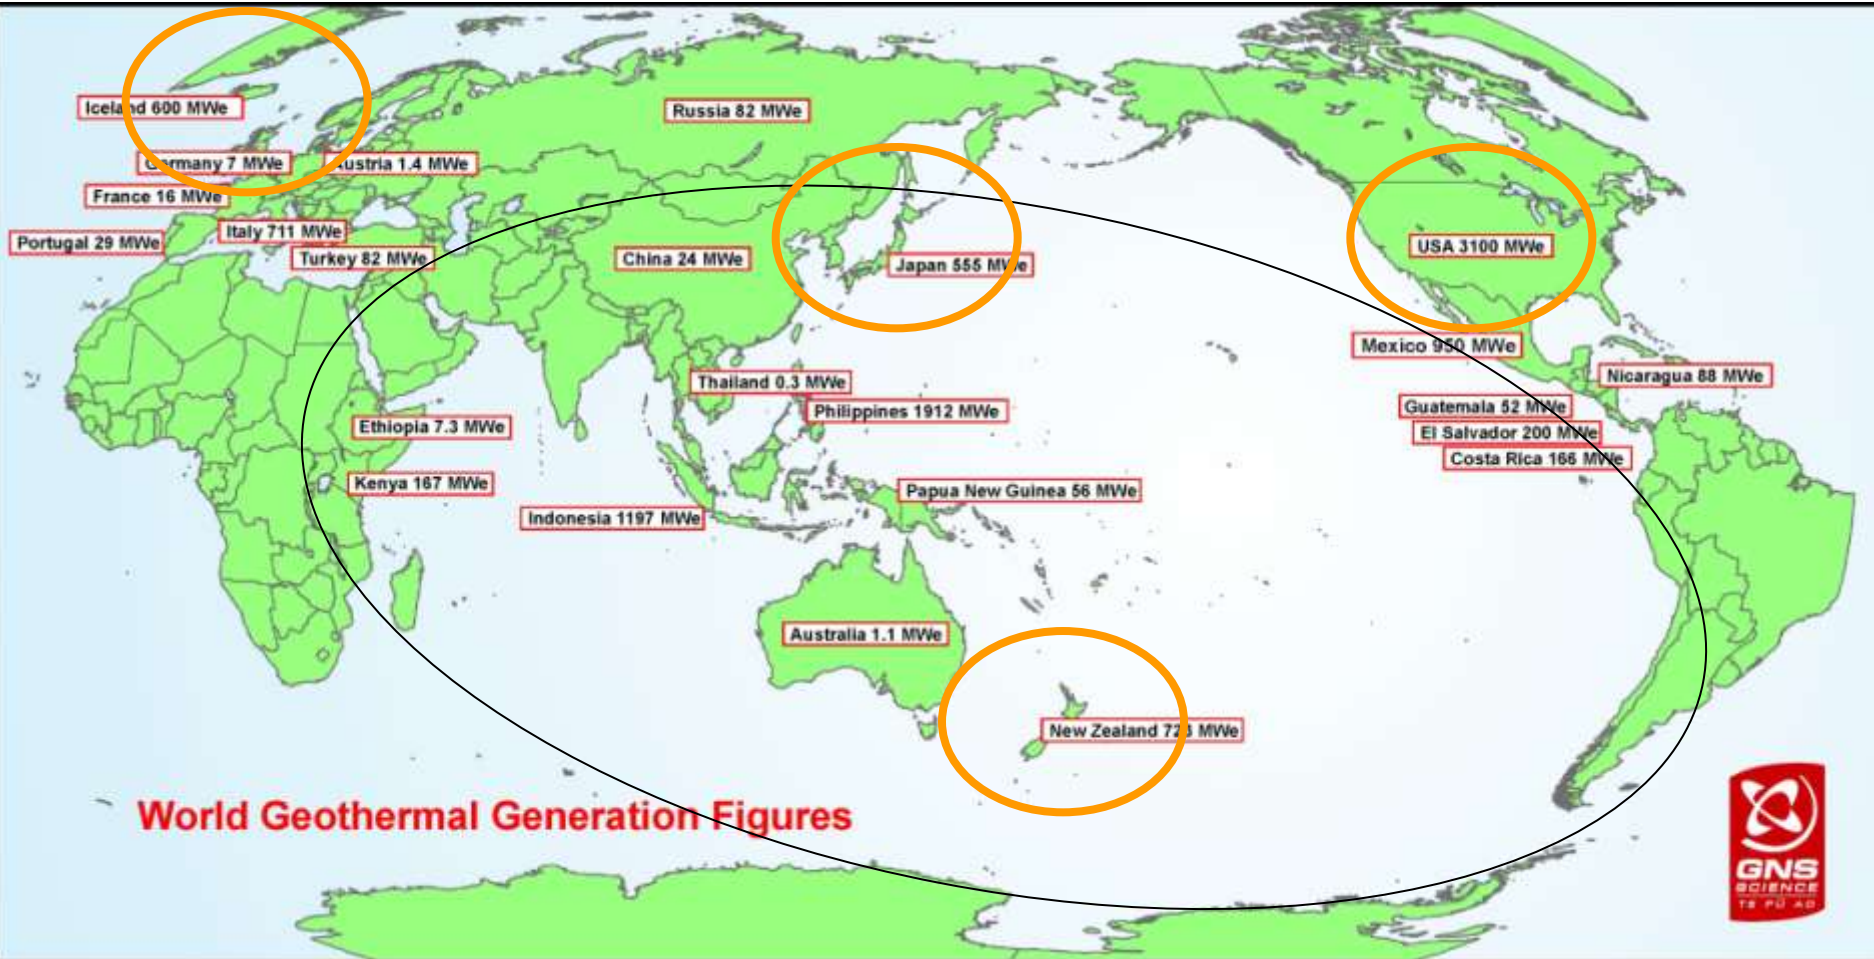 Iceland 600 MWe
Russia 82 MWe
Germany 7 MWe
Austria 1.4 MWe
France 16 MWe
Italy 711 MWe
Portugal 29 MWe
Turkey 82 MWe
China 24 MWe
Japan 555 MWe
USA 3100 MWe
Mexico 950 MWe
Nicaragua 88 MWe
Thailand 0.3 MWe
Philippines 1912 MWe
Guatemala 52 MWe
El Salvador 200 MWe
Costa Rica 166 MWe
Ethiopia 7.3 MWe
Kenya 167 MWe
Papua New Guinea 56 MWe
Indonesia 1197 MWe
Australia 1.1 MWe
New Zealand MWe
World Geothermal Generation Figures
GNS
SCIENCE
TE PŪ AO